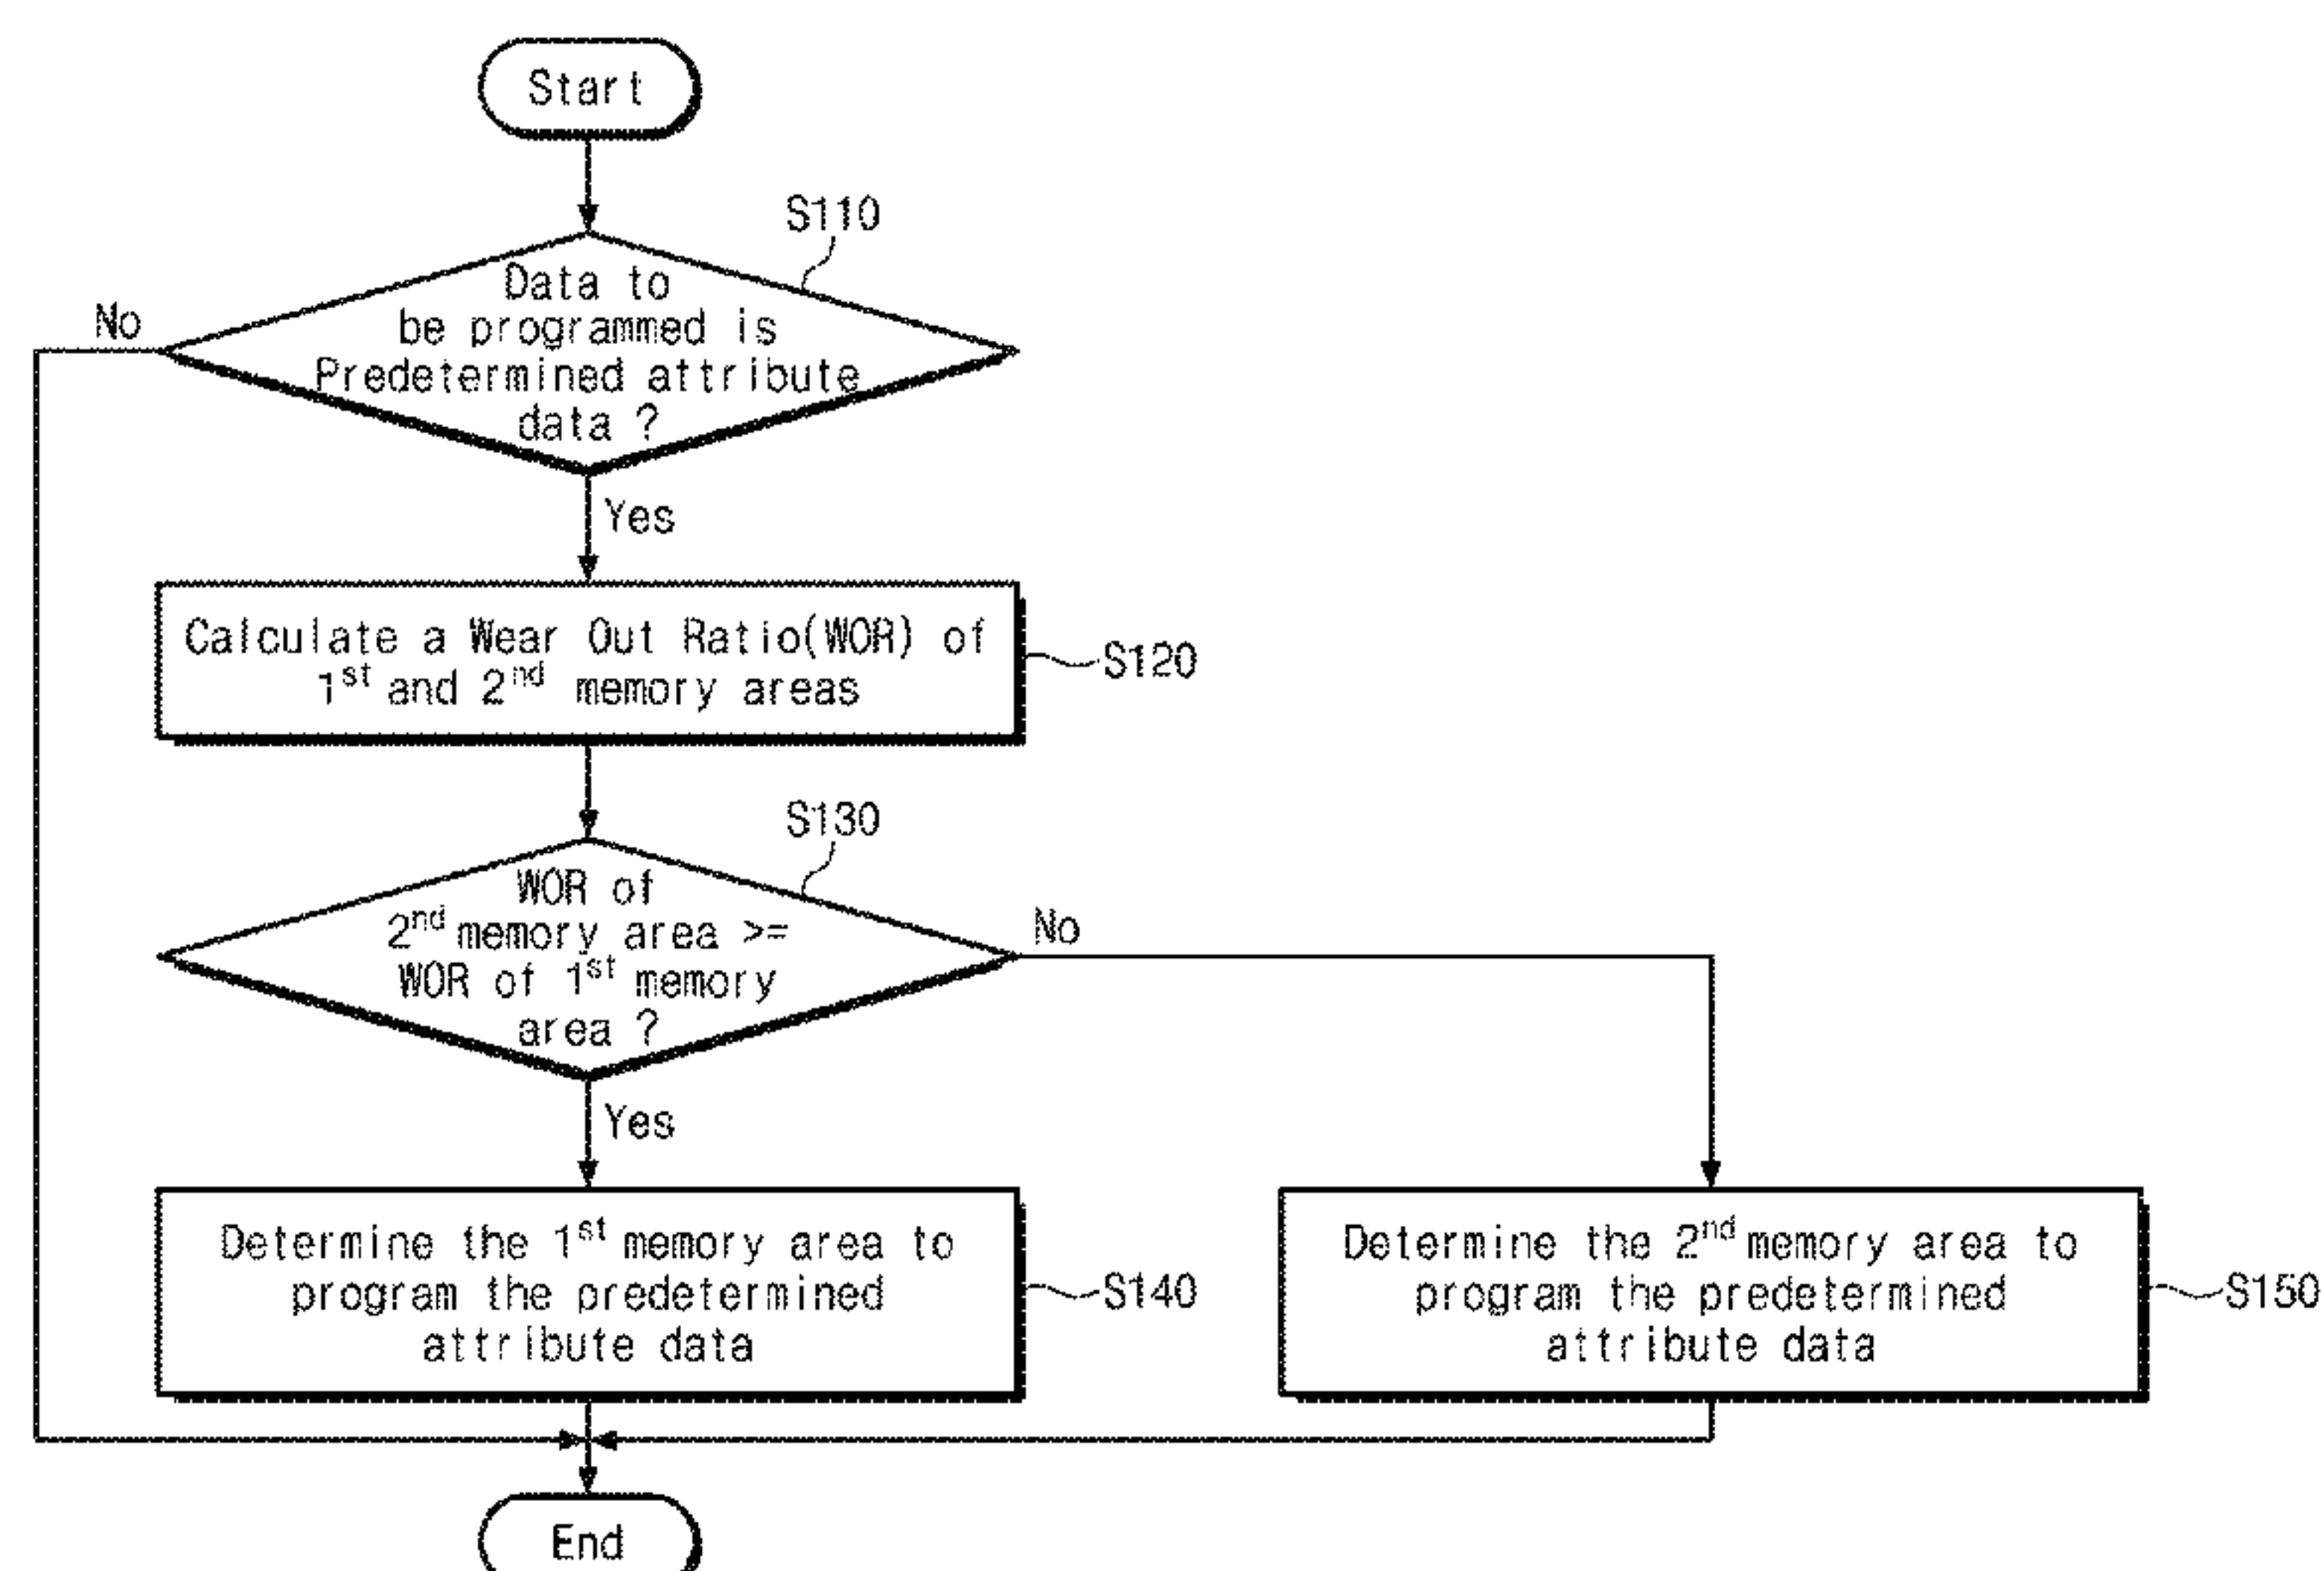 Start
S110
Data to
be programmed is
Predetermined attribute
data ?
No
Yes
Calculate a Wear Out Ratio(WOR) of
1st and 2nd memory areas
S120
S130
WOR of
2nd memory area >=
WOR of 1st memory
area ?
No
Yes
Determine the 1st memory area to
program the predetermined
attribute data
S140
Determine the 2nd memory area to
program the predetermined
attribute data
S150
End